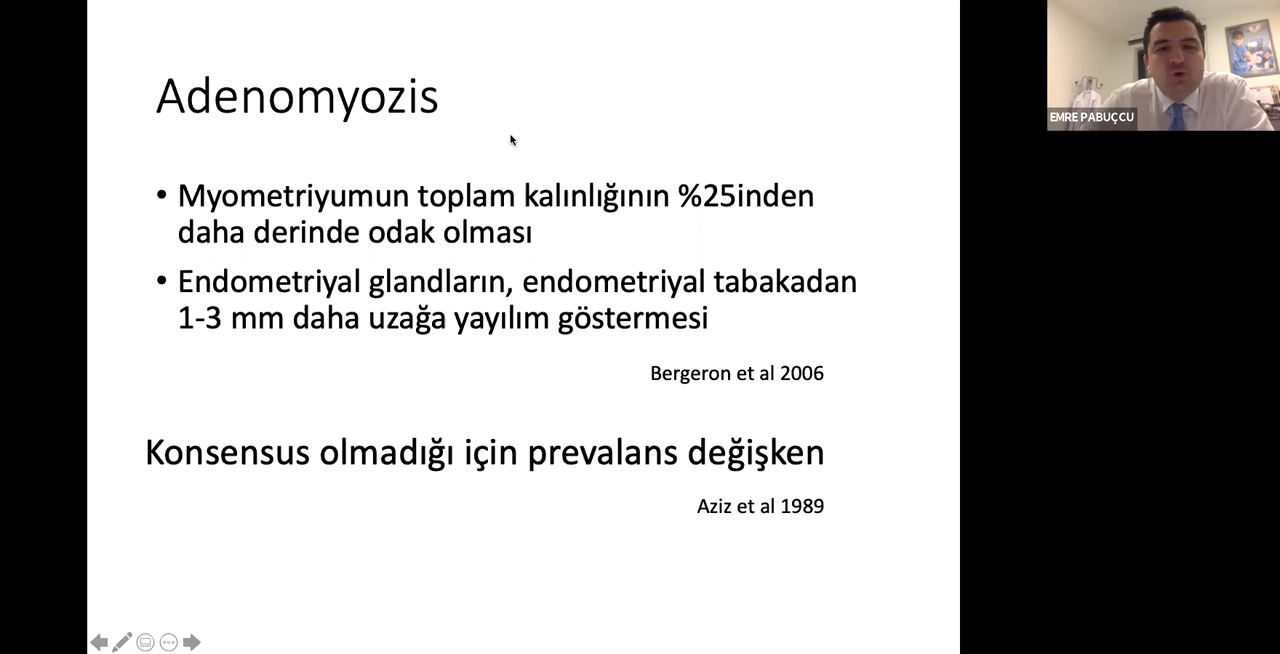 Adenomyozis
• Myometriyumun toplam kalınlığının %25inden
daha derinde odak olması
• Endometriyal glandların, endometriyal tabakadan
1-3 mm daha uzağa yayılım göstermesi
Bergeron et al 2006
Konsensus olmadığı için prevalans değişken
Aziz et al 1989
EMRE PABUÇCU